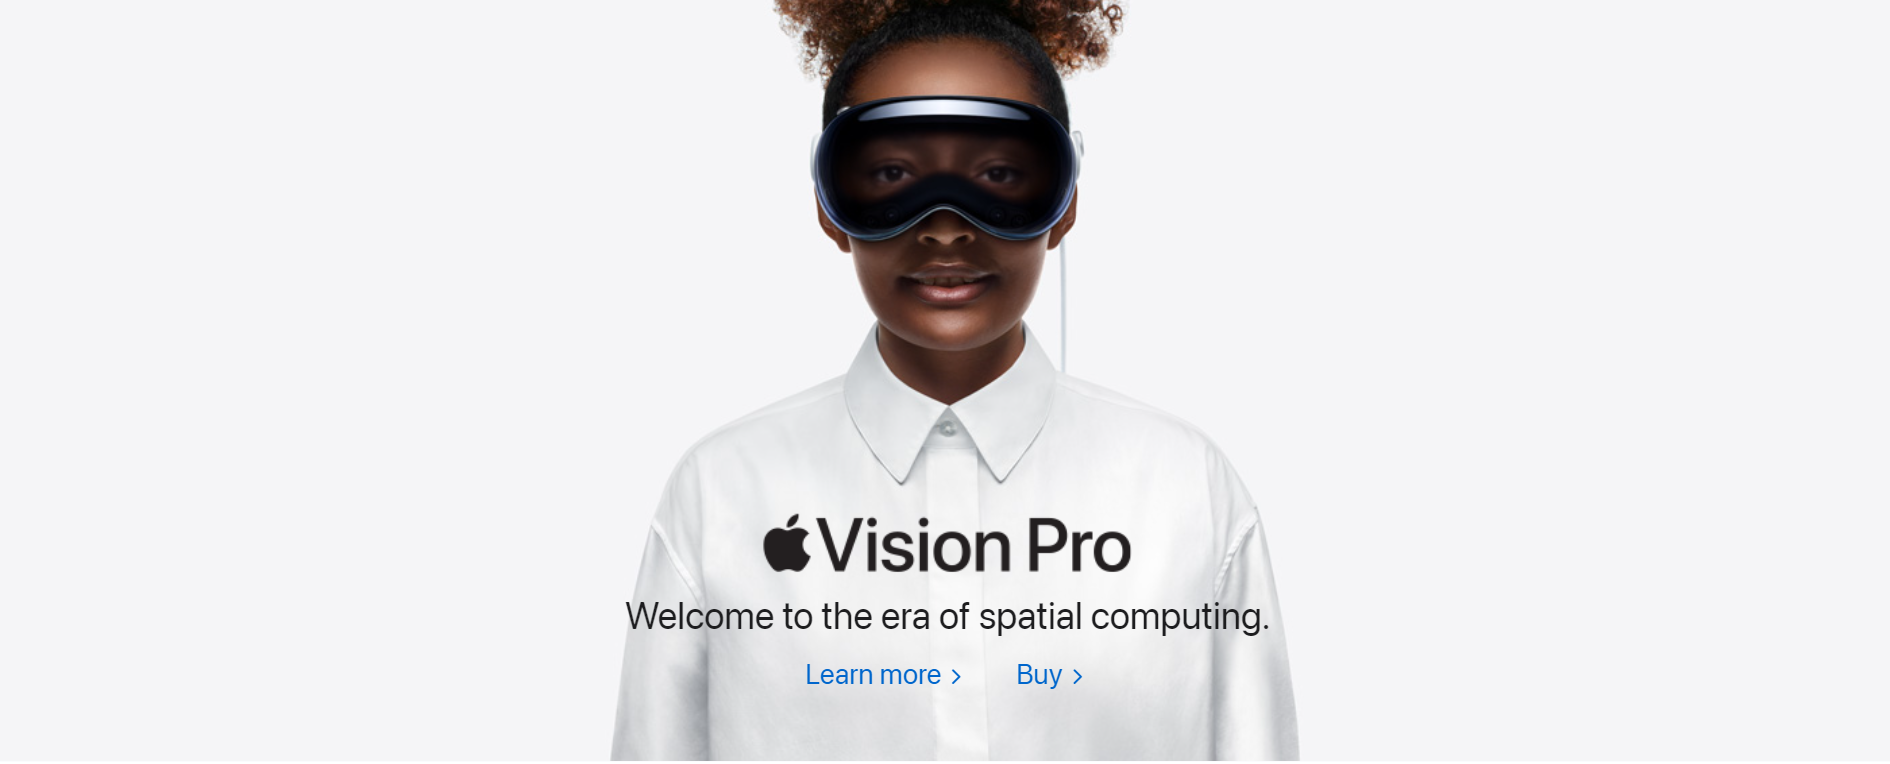 Vision Pro
Welcome to the era of spatial computing.
Learn more >
Buy >